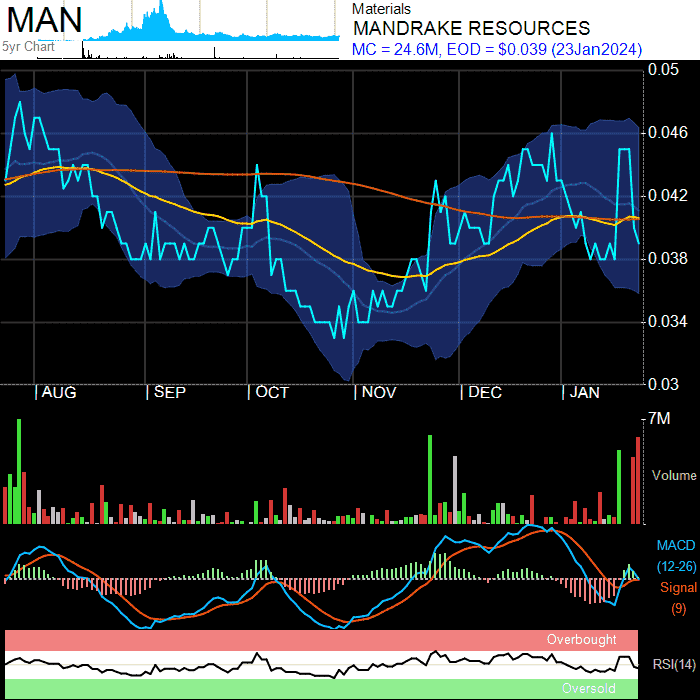 MAN
5yr Chart
Materials
MANDRAKE RESOURCES
MC = 24.6M, EOD = $0.039 (23Jan2024)
0.05
0.046
0.042
0.038
0.034
0.03
AUG SEP OCT NOV DEC JAN
7M
Volume
MACD
(12-26)
Signal
(9)
Overbought
RSI(14)
Oversold